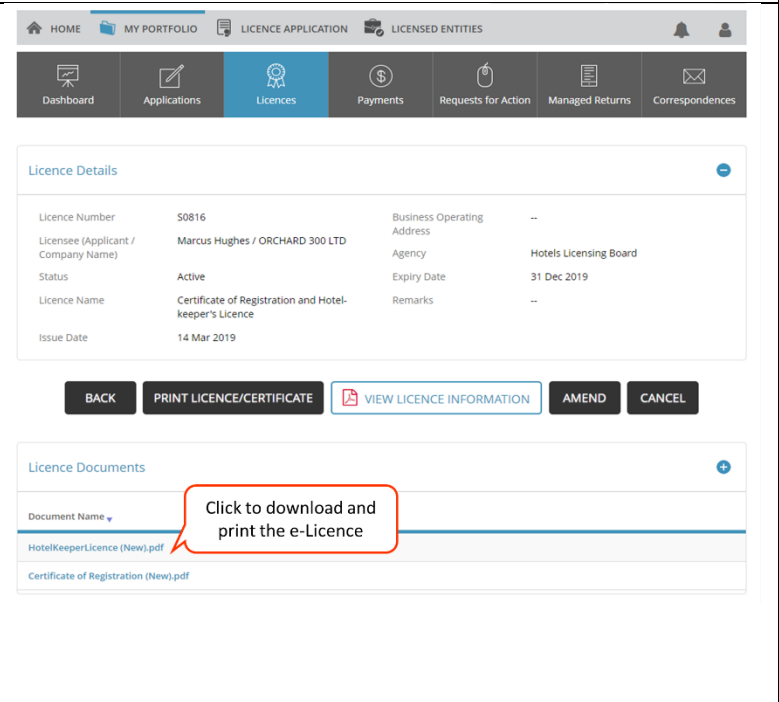 HOME MY PORTFOLIO LICENCE APPLICATION LICENSED ENTITIES
Dashboard Applications Licences Payments Requests for Action Managed Returns Correspondences
Licence Details
Licence Number S0816
Licensee (Applicant / Company Name) Marcus Hughes / ORCHARD 300 LTD
Status Active
Licence Name Certificate of Registration and Hotel-
keeper's Licence
Issue Date 14 Mar 2019
Business Operating
Address --
Agency Hotels Licensing Board
Expiry Date 31 Dec 2019
Remarks --
BACK PRINT LICENCE/CERTIFICATE VIEW LICENCE INFORMATION AMEND CANCEL
Licence Documents
Document Name
Click to download and
print the e-Licence
HotelKeeperLicence (New).pdf
Certificate of Registration (New).pdf